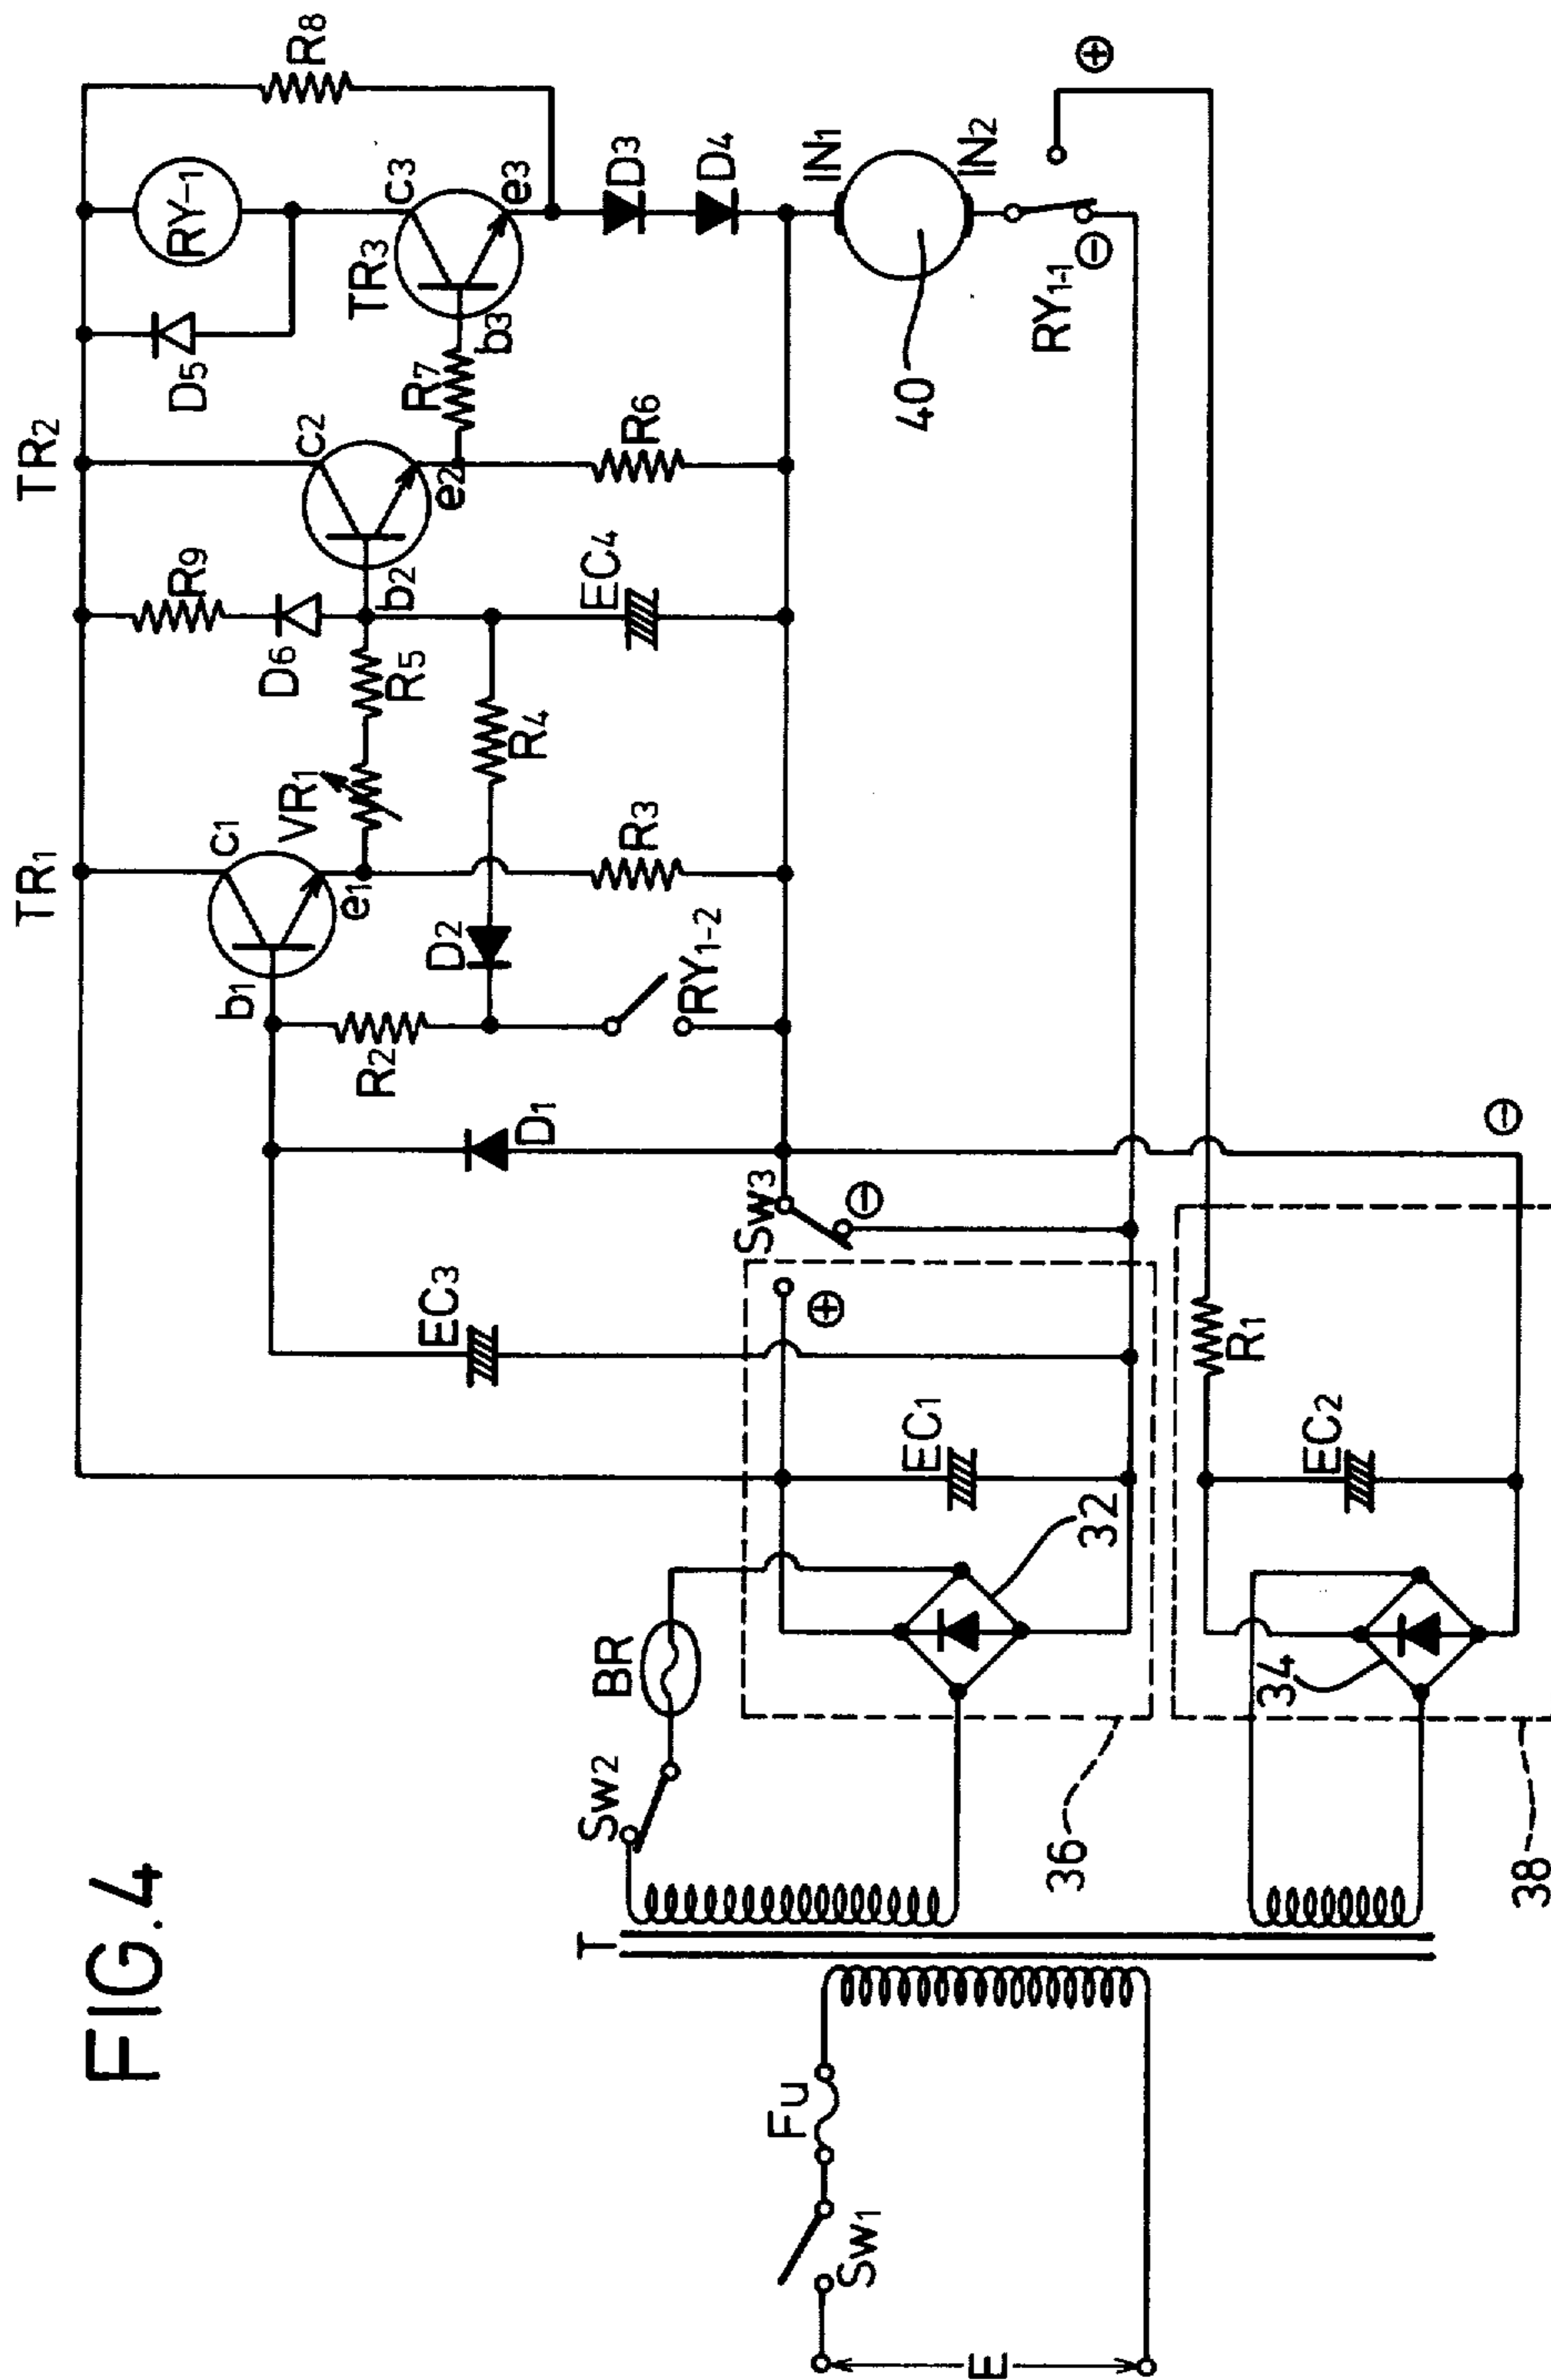 FIG.4
TR1
TR2
R8
RY-1
D5
c3
TR3
e3
b3
R7
c2
e2
b2
R9
D6
R5
VR1
c1
e1
b1
R2
D2
R4
R3
R6
EC4
D3
D4
IN1
IN2
40
RY1-1
⊖
⊕
RY1-2
D1
EC3
Sw3
⊖
⊕
EC1
32
BR
Sw2
36
T
Fu
Sw1
E
R1
EC2
⊖
34
38